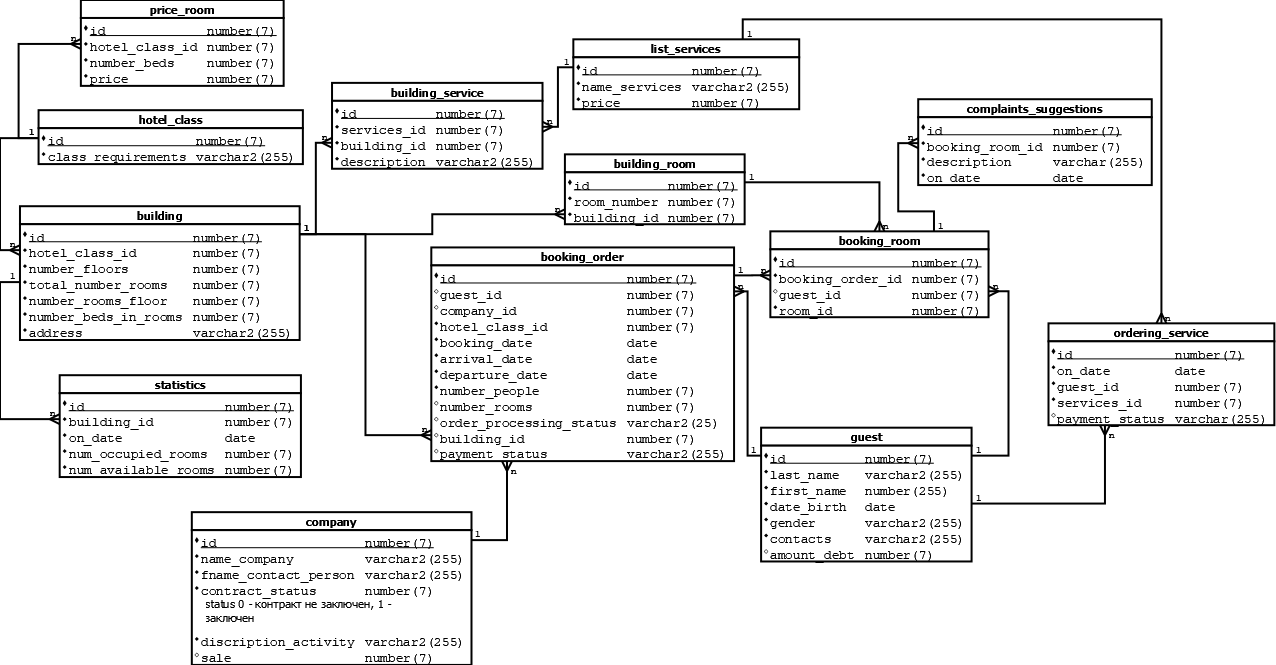 price_room
id number(7)
hotel_class_id number(7)
number_beds number(7)
price number(7)
hotel_class
id number(7)
class_requirements varchar2(255)
building
id number(7)
hotel_class_id number(7)
number_floors number(7)
total_number_rooms number(7)
number_rooms_floor number(7)
number_beds_in_rooms number(7)
address varchar2(255)
statistics
id number(7)
building_id number(7)
on_date date
num_occupied_rooms number(7)
num_available_rooms number(7)
building_service
id number(7)
services_id number(7)
building_id number(7)
description varchar2(255)
list_services
id number(7)
name_services varchar2(255)
price number(7)
building_room
id number(7)
room_number number(7)
building_id number(7)
booking_order
id number(7)
guest_id number(7)
company_id number(7)
hotel_class_id number(7)
booking_date date
arrival_date date
departure_date date
number_people number(7)
number_rooms number(7)
order_processing_status varchar2(25)
building_id number(7)
payment_status varchar2(255)
company
id number(7)
name_company varchar2(255)
fname_contact_person varchar2(255)
contract_status number(7)
status 0 - контракт не заключен, 1 -
заключен
discription_activity varchar2(255)
sale number(7)
complaints_suggestions
id number(7)
booking_room_id number(7)
description varchar(255)
on_date date
booking_room
id number(7)
booking_order_id number(7)
guest_id number(7)
room_id number(7)
ordering_service
id number(7)
on_date date
guest_id number(7)
services_id number(7)
payment_status varchar(255)
guest
id number(7)
last_name varchar2(255)
first_name number(255)
date_birth date
gender varchar2(255)
contacts varchar2(255)
amount_debt number(7)